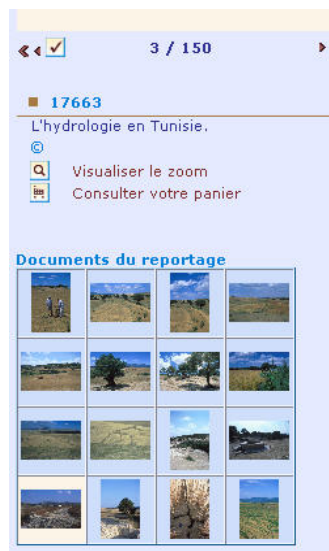 3 / 150
17663
L'hydrologie en Tunisie.
©
Visualiser le zoom
Consulter votre panier
Documents du reportage